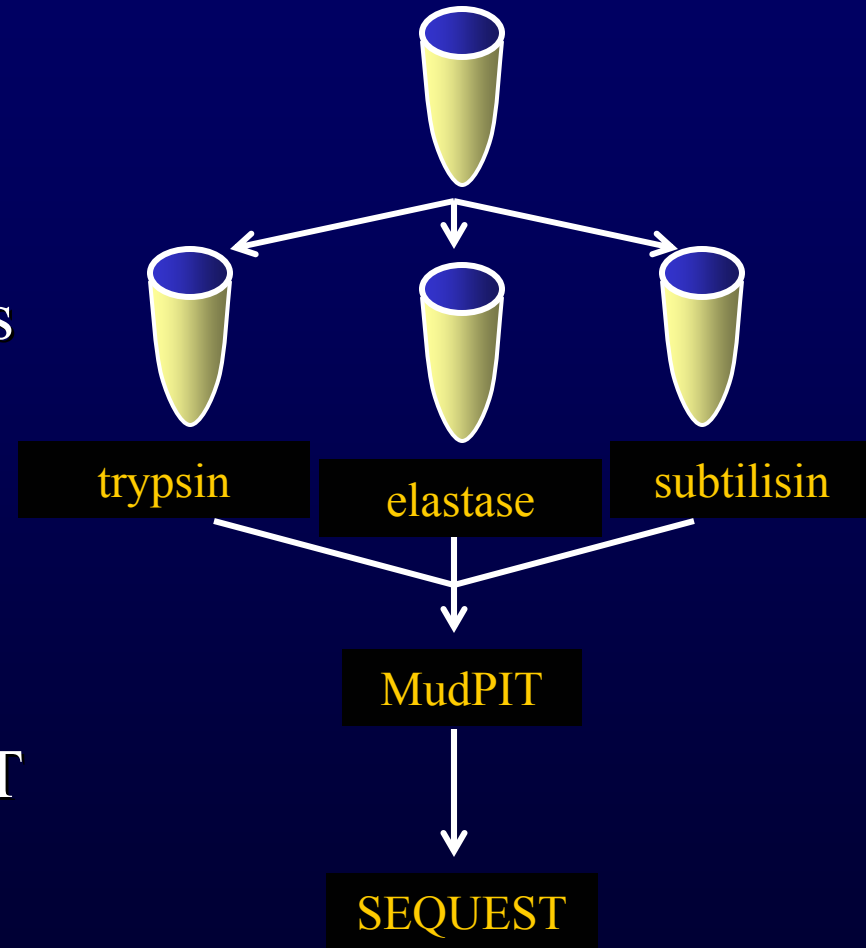 s
trypsin
elastase
subtilisin
MudPIT
T
SEQUEST